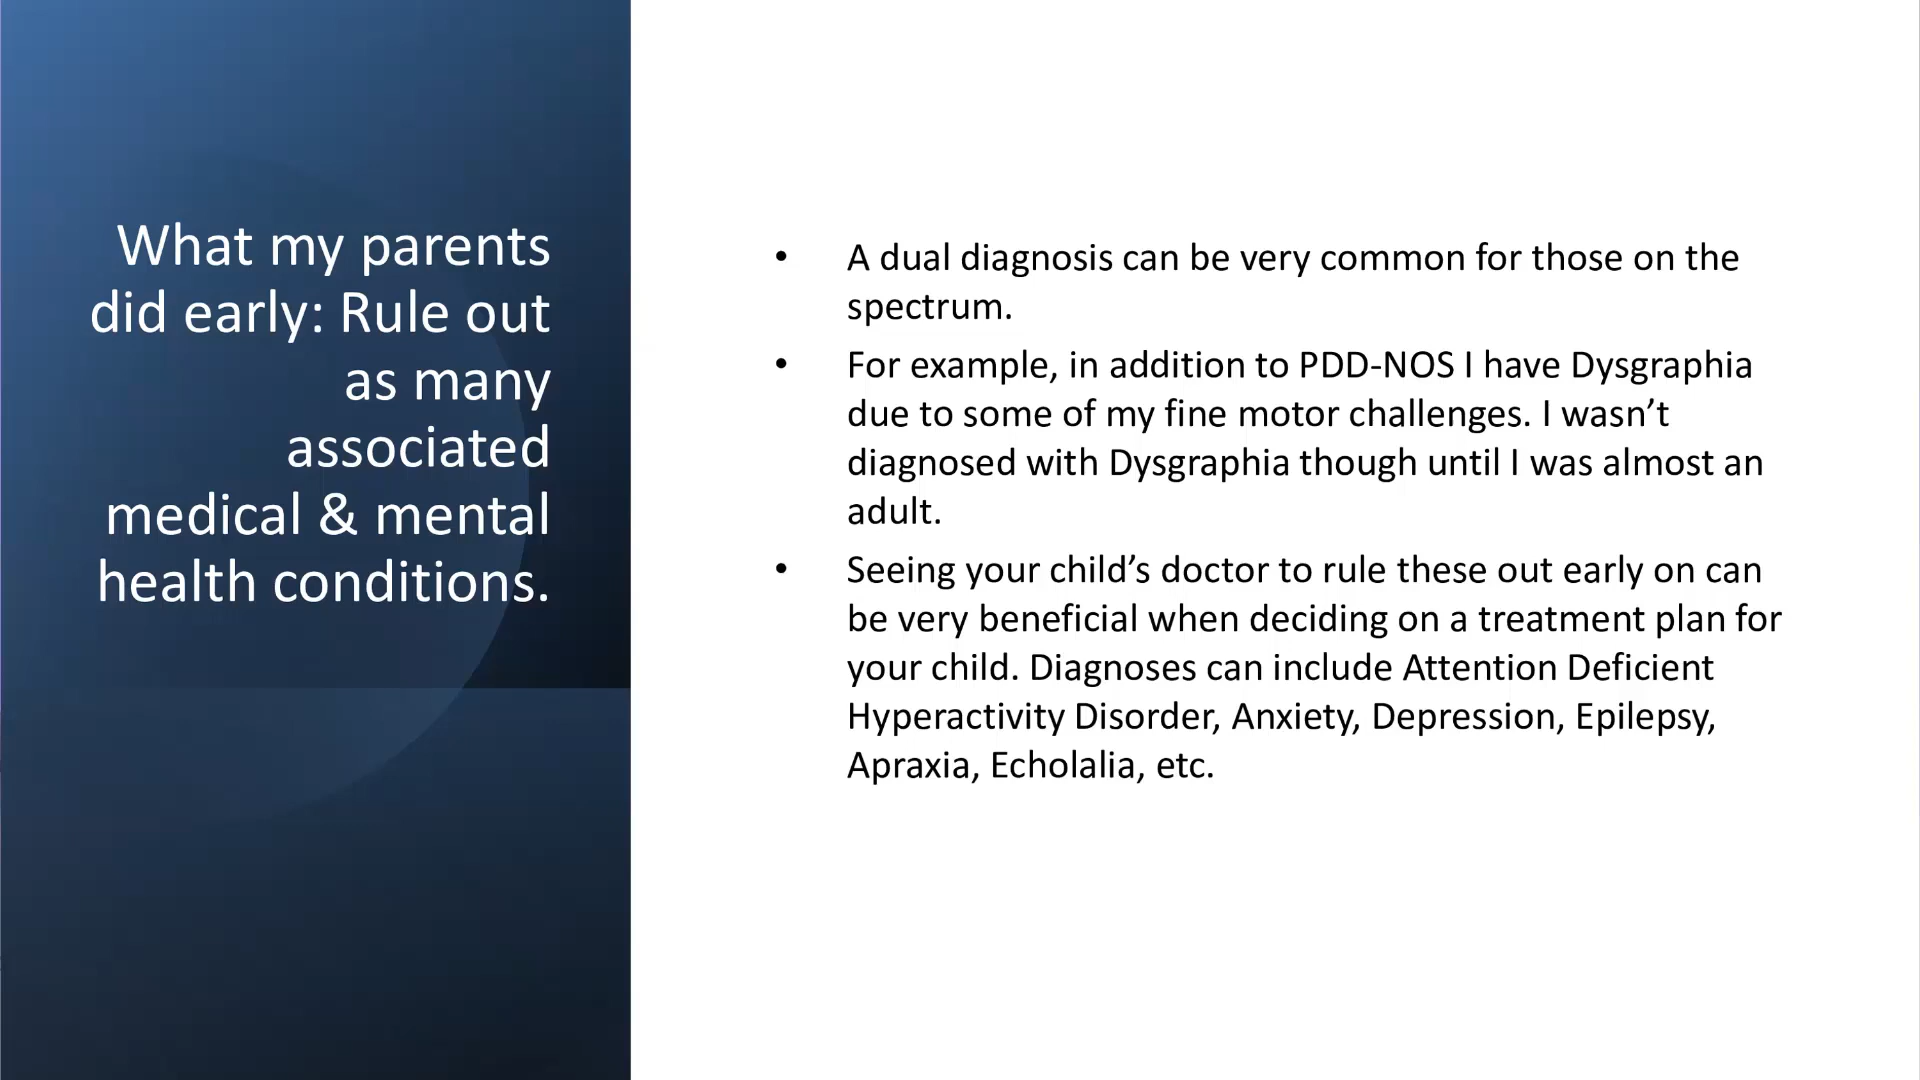 What my parents
did early: Rule out
as many
associated
medical & mental
health conditions.
• A dual diagnosis can be very common for those on the
spectrum.
• For example, in addition to PDD-NOS I have Dysgraphia
due to some of my fine motor challenges. I wasn’t
diagnosed with Dysgraphia though until I was almost an
adult.
• Seeing your child’s doctor to rule these out early on can
be very beneficial when deciding on a treatment plan for
your child. Diagnoses can include Attention Deficient
Hyperactivity Disorder, Anxiety, Depression, Epilepsy,
Apraxia, Echolalia, etc.